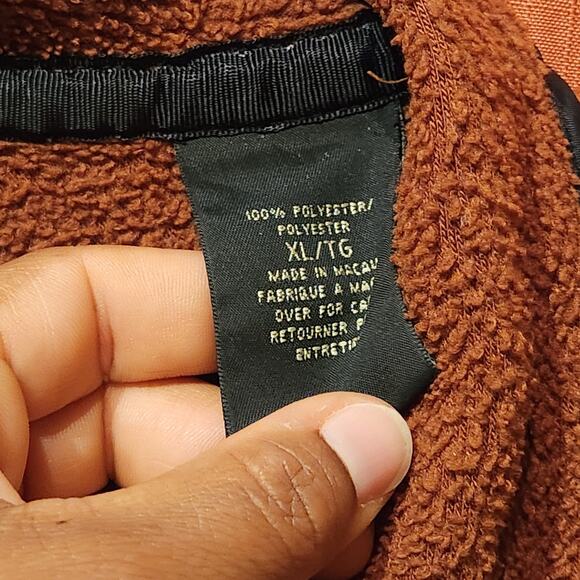 100% POLYESTER/
POLYESTER
XL/TG
MADE IN MACAU
FABRIQUE A
OVER FOR
RETOURNER